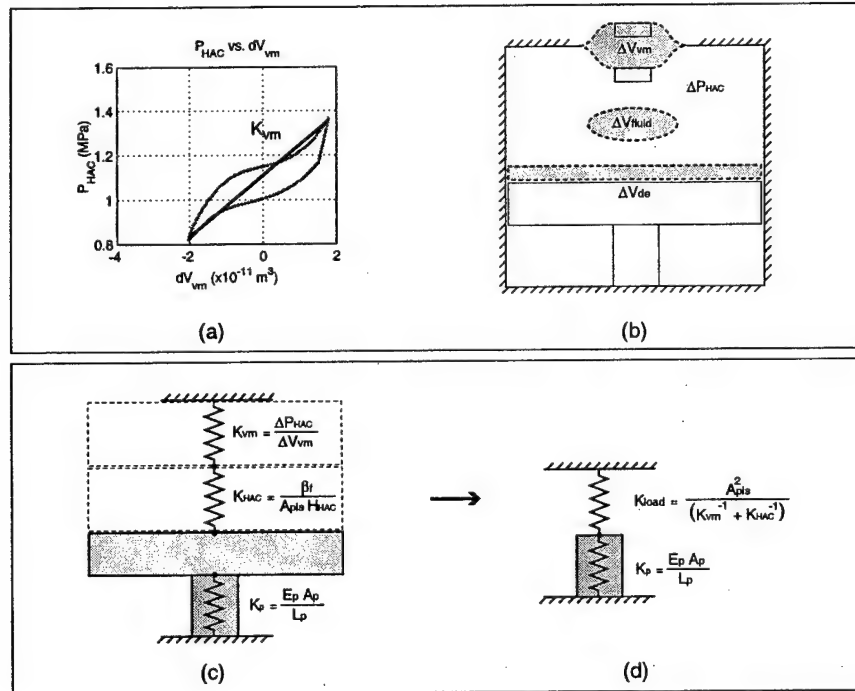 P_HAC vs. dV_vm
P_HAC (MPa)
1.6
1.4
1.2
1
0.8
K_vm
-4
-2
0
2
dV_vm (x10^-11 m^3)
(a)
ΔV_vm
ΔP_HAC
ΔV_fluid
ΔV_de
(b)
K_vm = ΔP_HAC / ΔV_vm
K_HAC = β_f / A_pis H_HAC
K_p = E_p A_p / L_p
(c)
K_load = A_pis^2 / (K_vm^-1 + K_HAC^-1)
K_p = E_p A_p / L_p
(d)